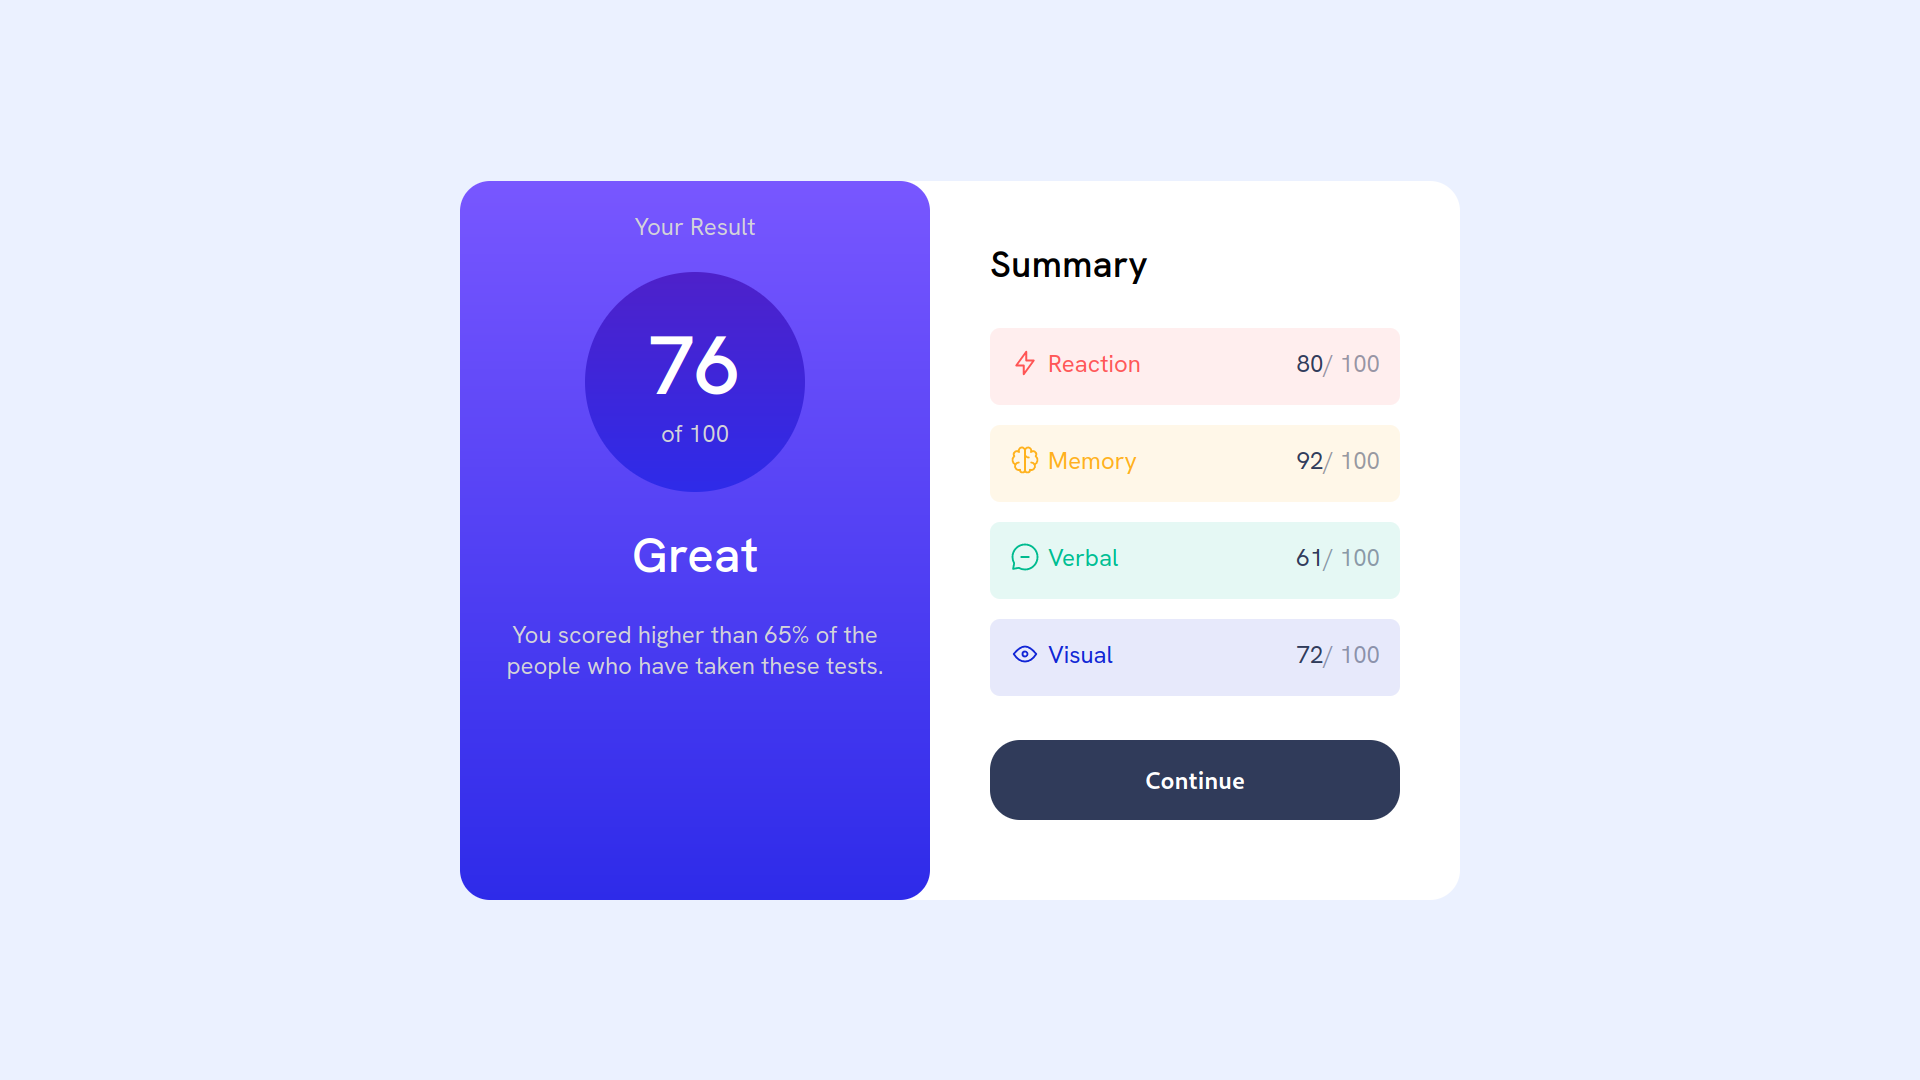 Your Result
76
of 100
Great
You scored higher than 65% of the
people who have taken these tests.
Summary
Reaction 80/ 100
Memory 92/ 100
Verbal 61/ 100
Visual 72/ 100
Continue